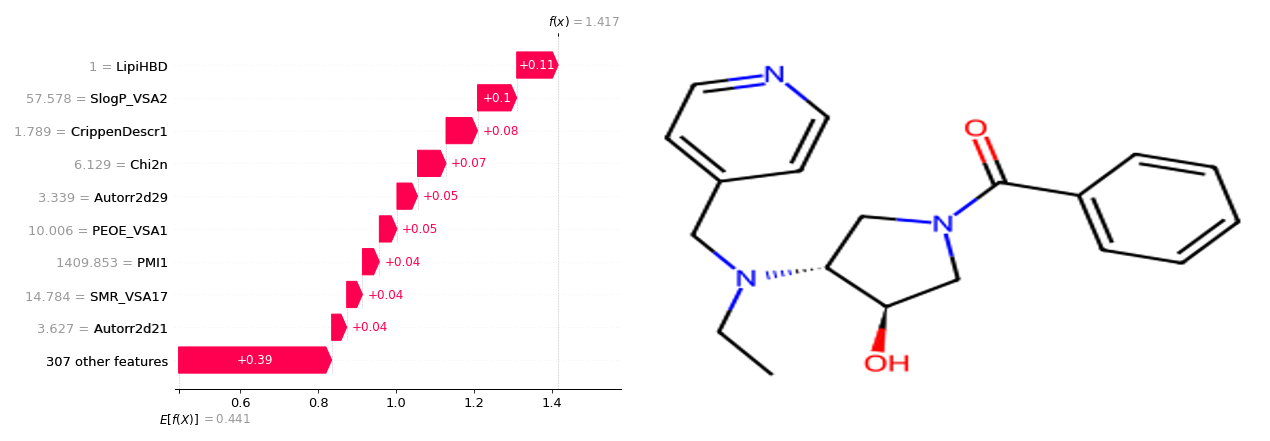 f(x) = 1.417
1 = LipiHBD
+0.11
57.578 = SlogP_VSA2
+0.1
1.789 = CrippenDescr1
+0.08
6.129 = Chi2n
+0.07
3.339 = Autorr2d29
+0.05
10.006 = PEOE_VSA1
+0.05
1409.853 = PMI1
+0.04
14.784 = SMR_VSA17
+0.04
3.627 = Autorr2d21
+0.04
307 other features
+0.39
0.6 0.8 1.0 1.2 1.4
E[f(X)] = 0.441
N
O
N
N
OH